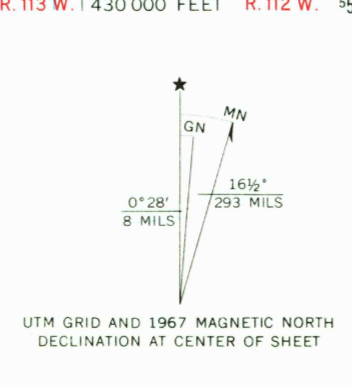 R. 113 W. 430 000 FEET R. 112 W.
★
MN
GN
16½°
293 MILS
0°28′
8 MILS
UTM GRID AND 1967 MAGNETIC NORTH
DECLINATION AT CENTER OF SHEET